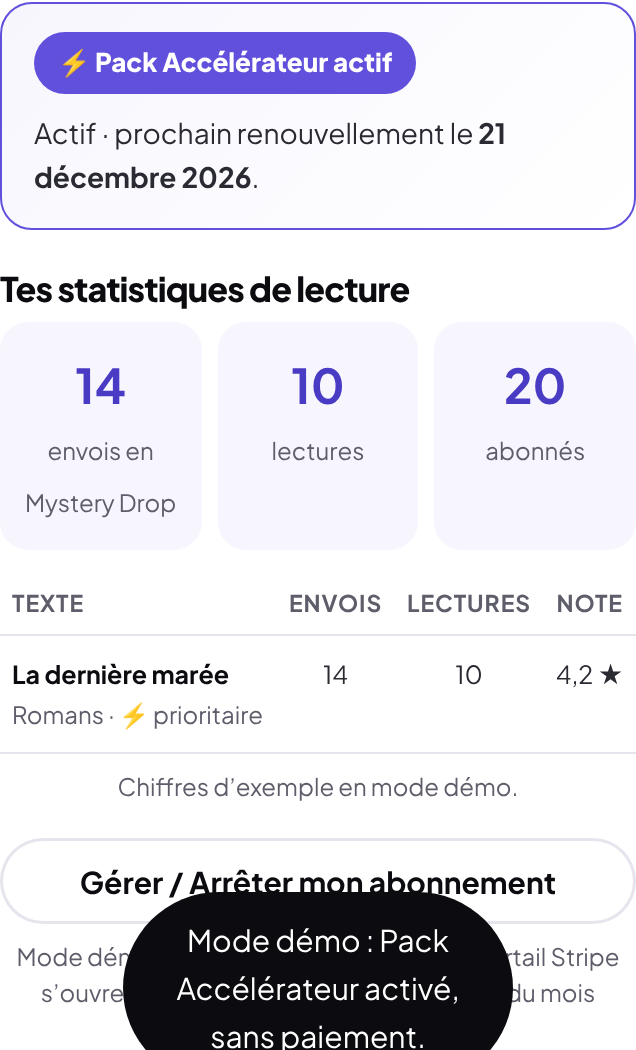 ⚡ Pack Accélérateur actif
Actif · prochain renouvellement le 21
décembre 2026.
Tes statistiques de lecture
14 10 20
envois en lectures abonnés
Mystery Drop
TEXTE ENVOIS LECTURES NOTE
La dernière marée 14 10 4,2 ★
Romans · ⚡ prioritaire
Chiffres d’exemple en mode démo.
Gérer / Arrêter mon abonnement
Mode Stripe
s’ouvre du mois
Mode démo : Pack
Accélérateur activé,
sans paiement.